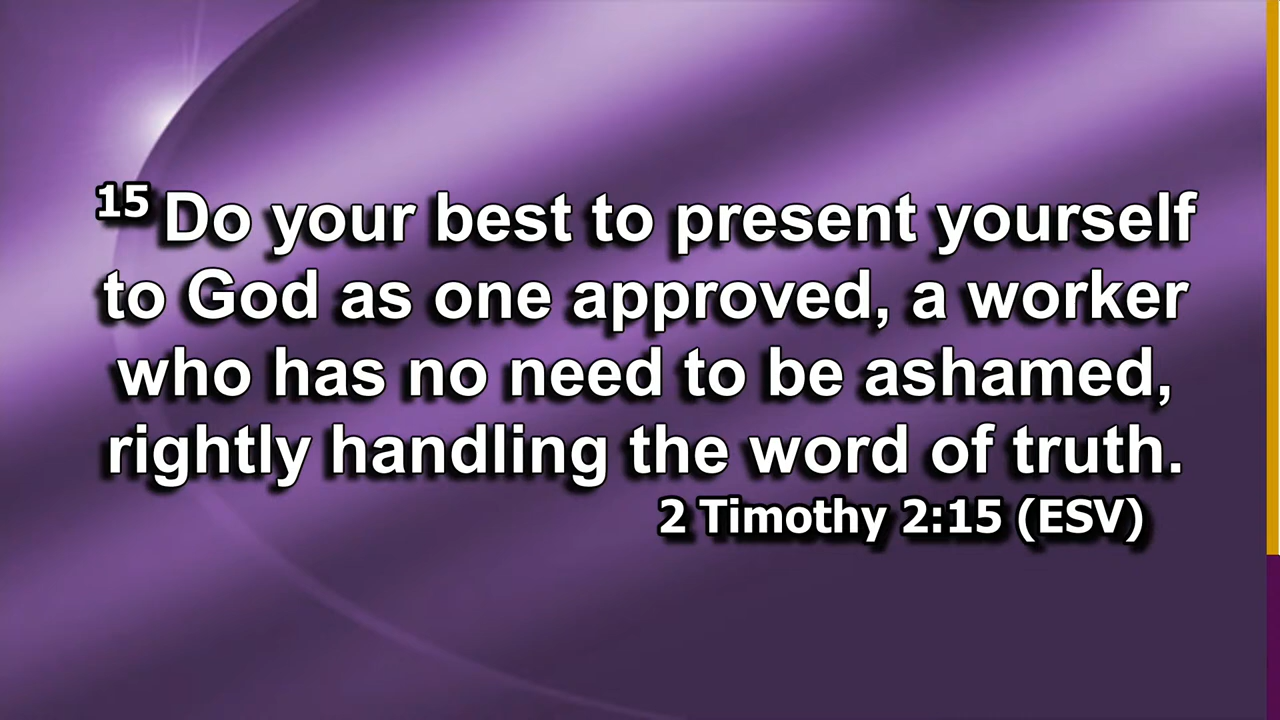 15 Do your best to present yourself
to God as one approved, a worker
who has no need to be ashamed,
rightly handling the word of truth.
2 Timothy 2:15 (ESV)